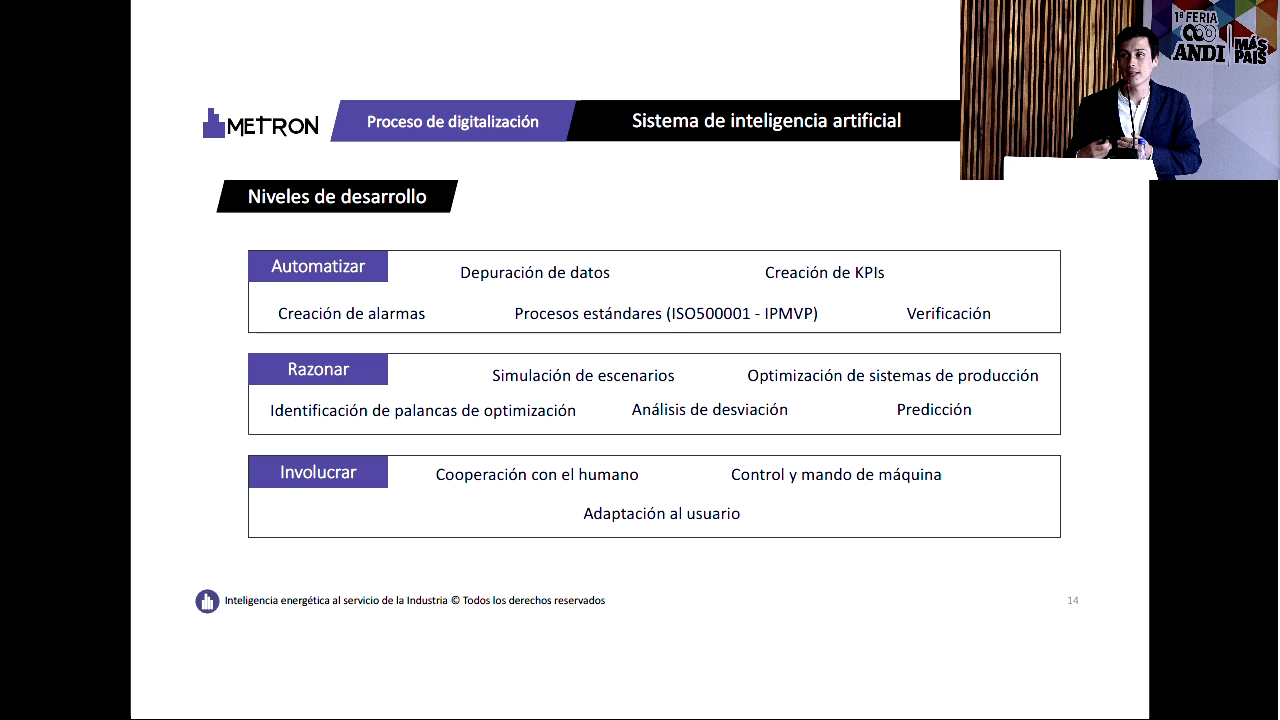 METRON
Proceso de digitalización
Sistema de inteligencia artificial
1ª FERIA
ANDI
MÁS
PAÍS
Niveles de desarrollo
Automatizar
Depuración de datos
Creación de KPIs
Creación de alarmas
Procesos estándares (ISO500001 - IPMVP)
Verificación
Razonar
Simulación de escenarios
Optimización de sistemas de producción
Identificación de palancas de optimización
Análisis de desviación
Predicción
Involucrar
Cooperación con el humano
Control y mando de máquina
Adaptación al usuario
Inteligencia energética al servicio de la Industria © Todos los derechos reservados
14